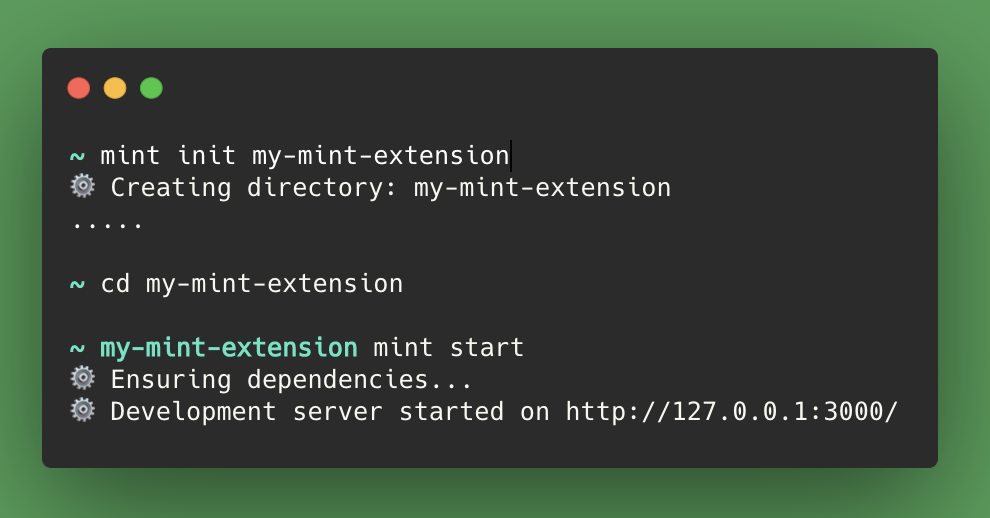 ~ mint init my-mint-extension
⚙️ Creating directory: my-mint-extension
.....
~ cd my-mint-extension
~ my-mint-extension mint start
⚙️ Ensuring dependencies...
⚙️ Development server started on http://127.0.0.1:3000/